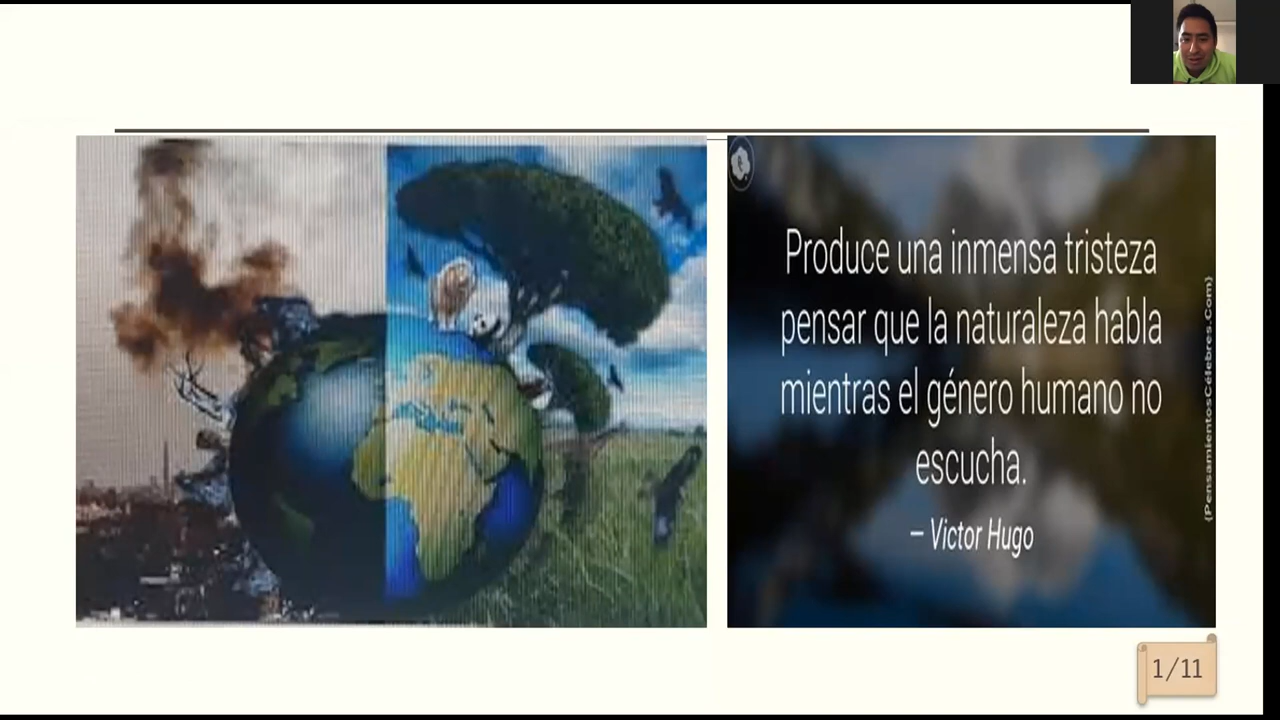 Produce una inmensa tristeza
pensar que la naturaleza habla
mientras el género humano no
escucha.
– Victor Hugo
(PensamientosCélebres.Com)
1/11